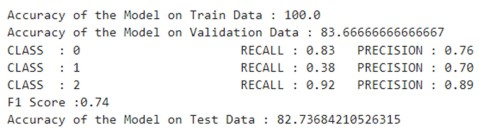 Accuracy of the Model on Train Data : 100.0
Accuracy of the Model on Validation Data : 83.66666666666667
CLASS  : 0                    RECALL : 0.83   PRECISION : 0.76
CLASS  : 1                    RECALL : 0.38   PRECISION : 0.70
CLASS  : 2                    RECALL : 0.92   PRECISION : 0.89
F1 Score :0.74
Accuracy of the Model on Test Data : 82.73684210526315